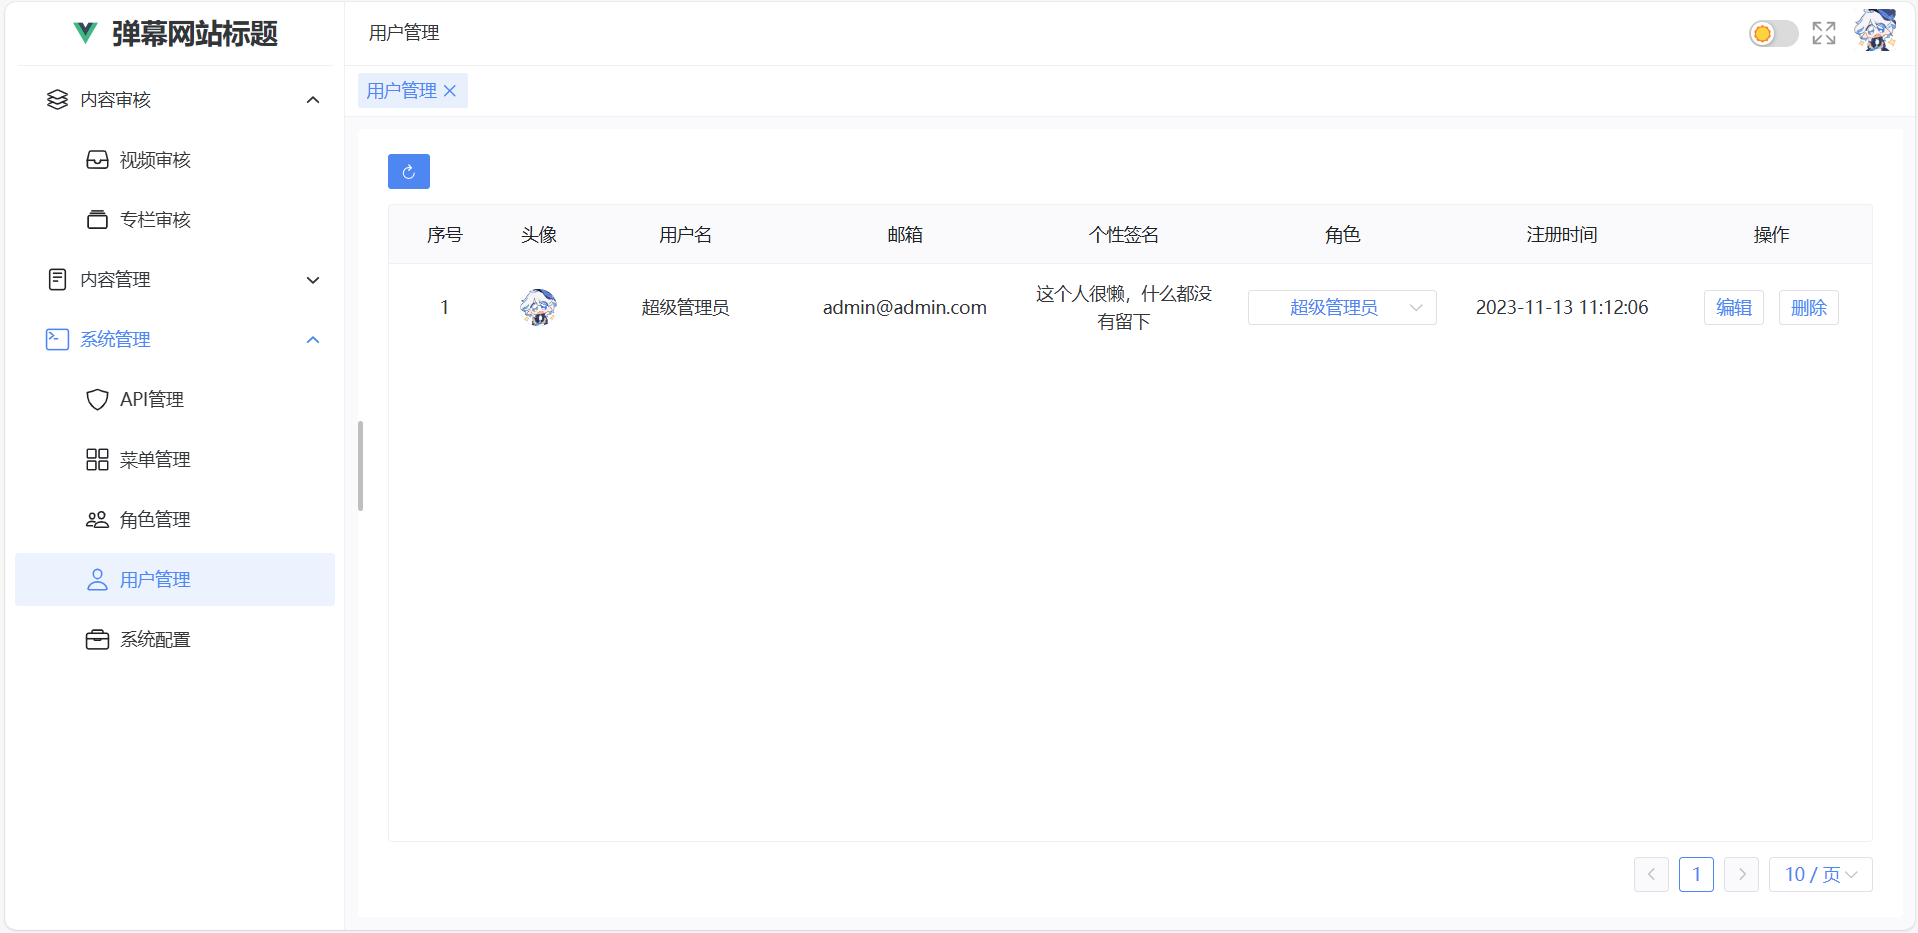 弹幕网站标题
用户管理
内容审核
视频审核
专栏审核
内容管理
系统管理
API管理
菜单管理
角色管理
用户管理
系统配置
用户管理
序号 头像 用户名 邮箱 个性签名 角色 注册时间 操作
1 超级管理员 admin@admin.com 这个人很懒，什么都没 超级管理员 2023-11-13 11:12:06 编辑 删除
有留下
1 10 / 页